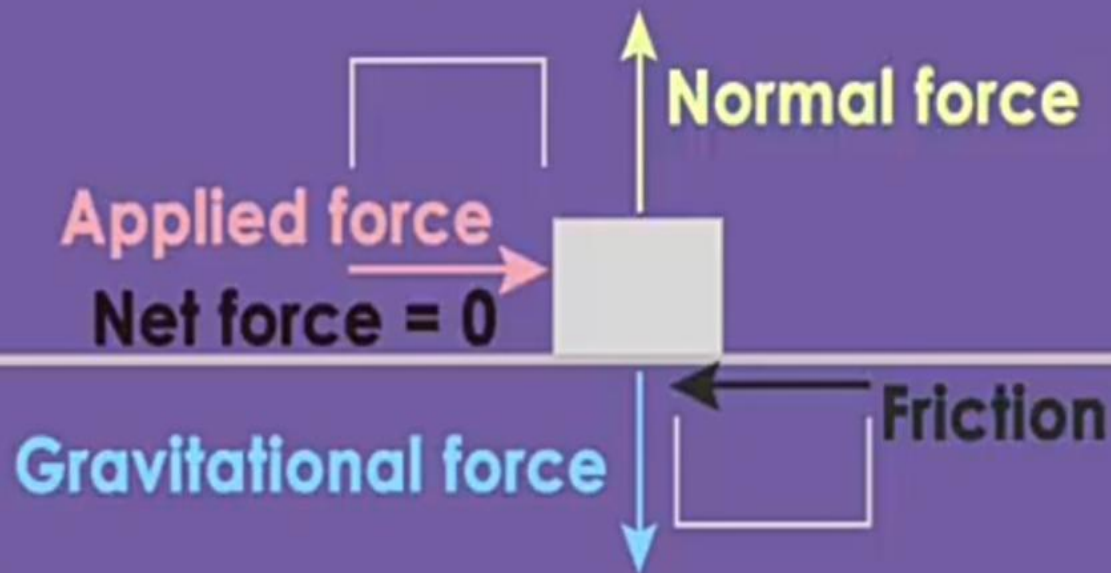 Normal force
Applied force
Net force = 0
Friction
Gravitational force